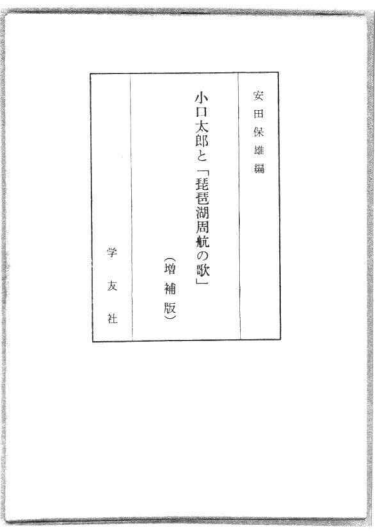 安田保雄編
小口太郎と「琵琶湖周航の歌」
（増補版）
学友社